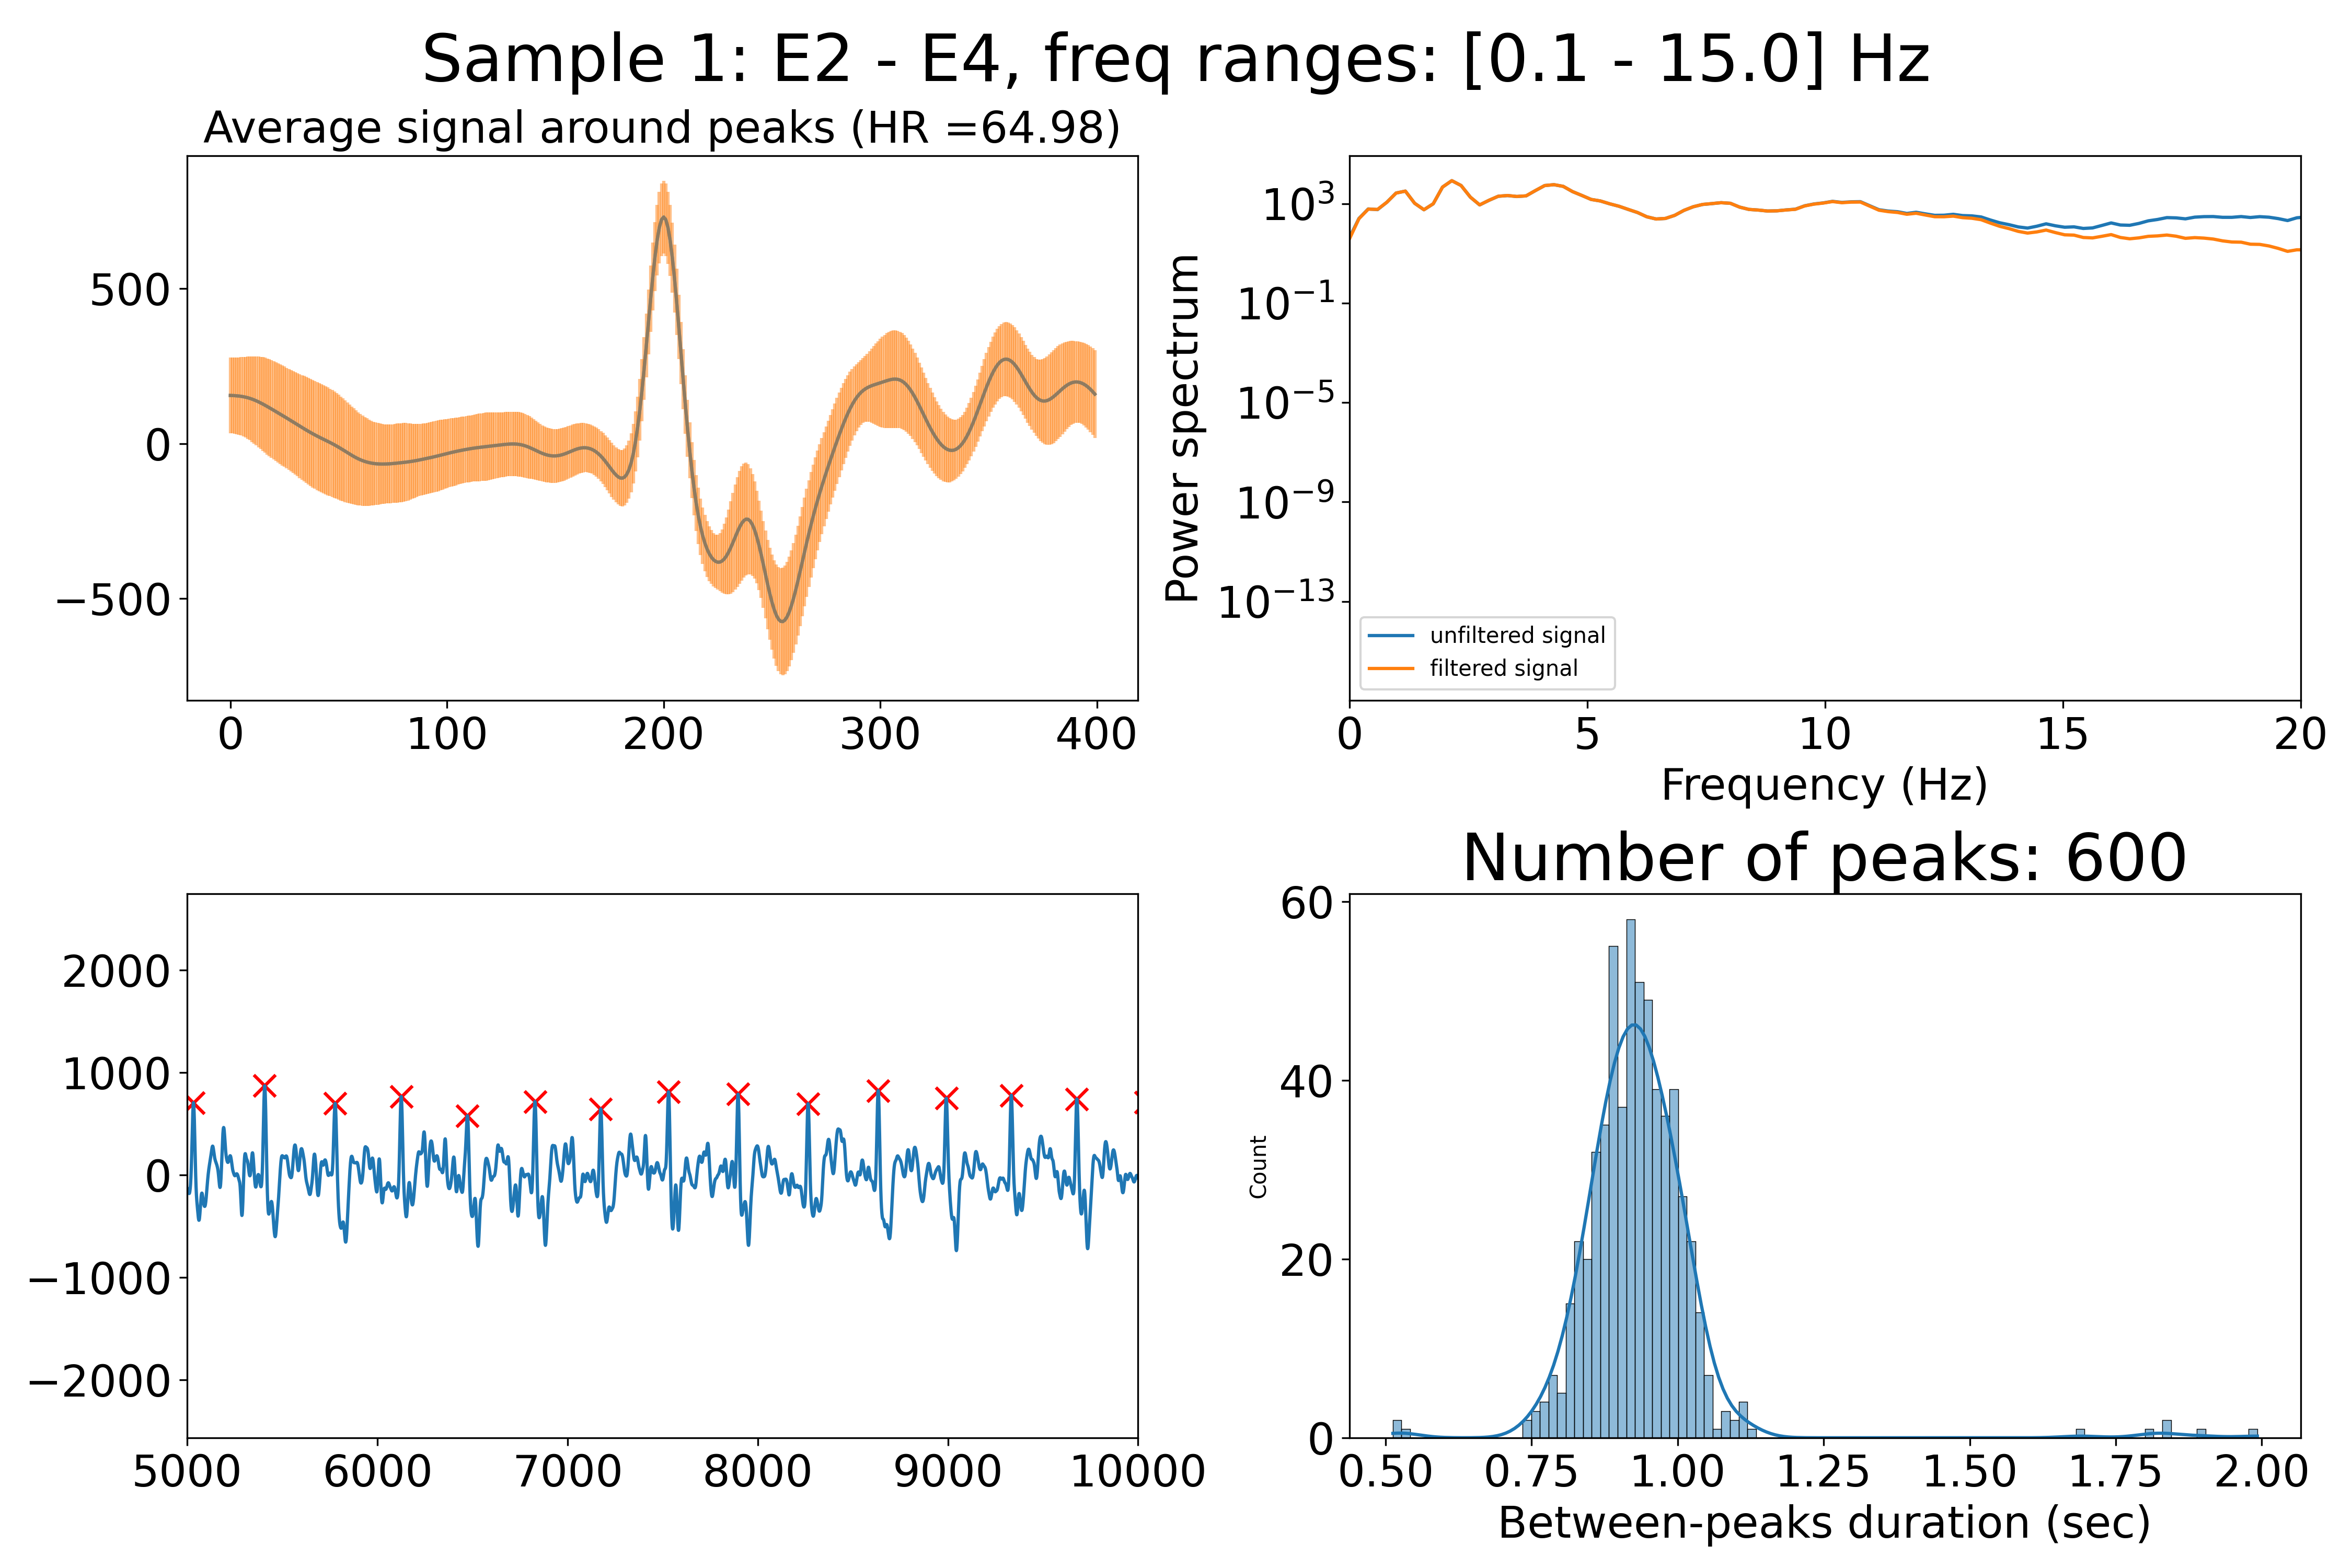 Sample 1: E2 - E4, freq ranges: [0.1 - 15.0] Hz
Average signal around peaks (HR =64.98)
500
0
−500
0 100 200 300 400
Power spectrum
10³
10⁻¹
10⁻⁵
10⁻⁹
10⁻¹³
unfiltered signal
filtered signal
0 5 10 15 20
Frequency (Hz)
2000
1000
0
−1000
−2000
5000 6000 7000 8000 9000 10000
Number of peaks: 600
Count
60
40
20
0
0.50 0.75 1.00 1.25 1.50 1.75 2.00
Between-peaks duration (sec)